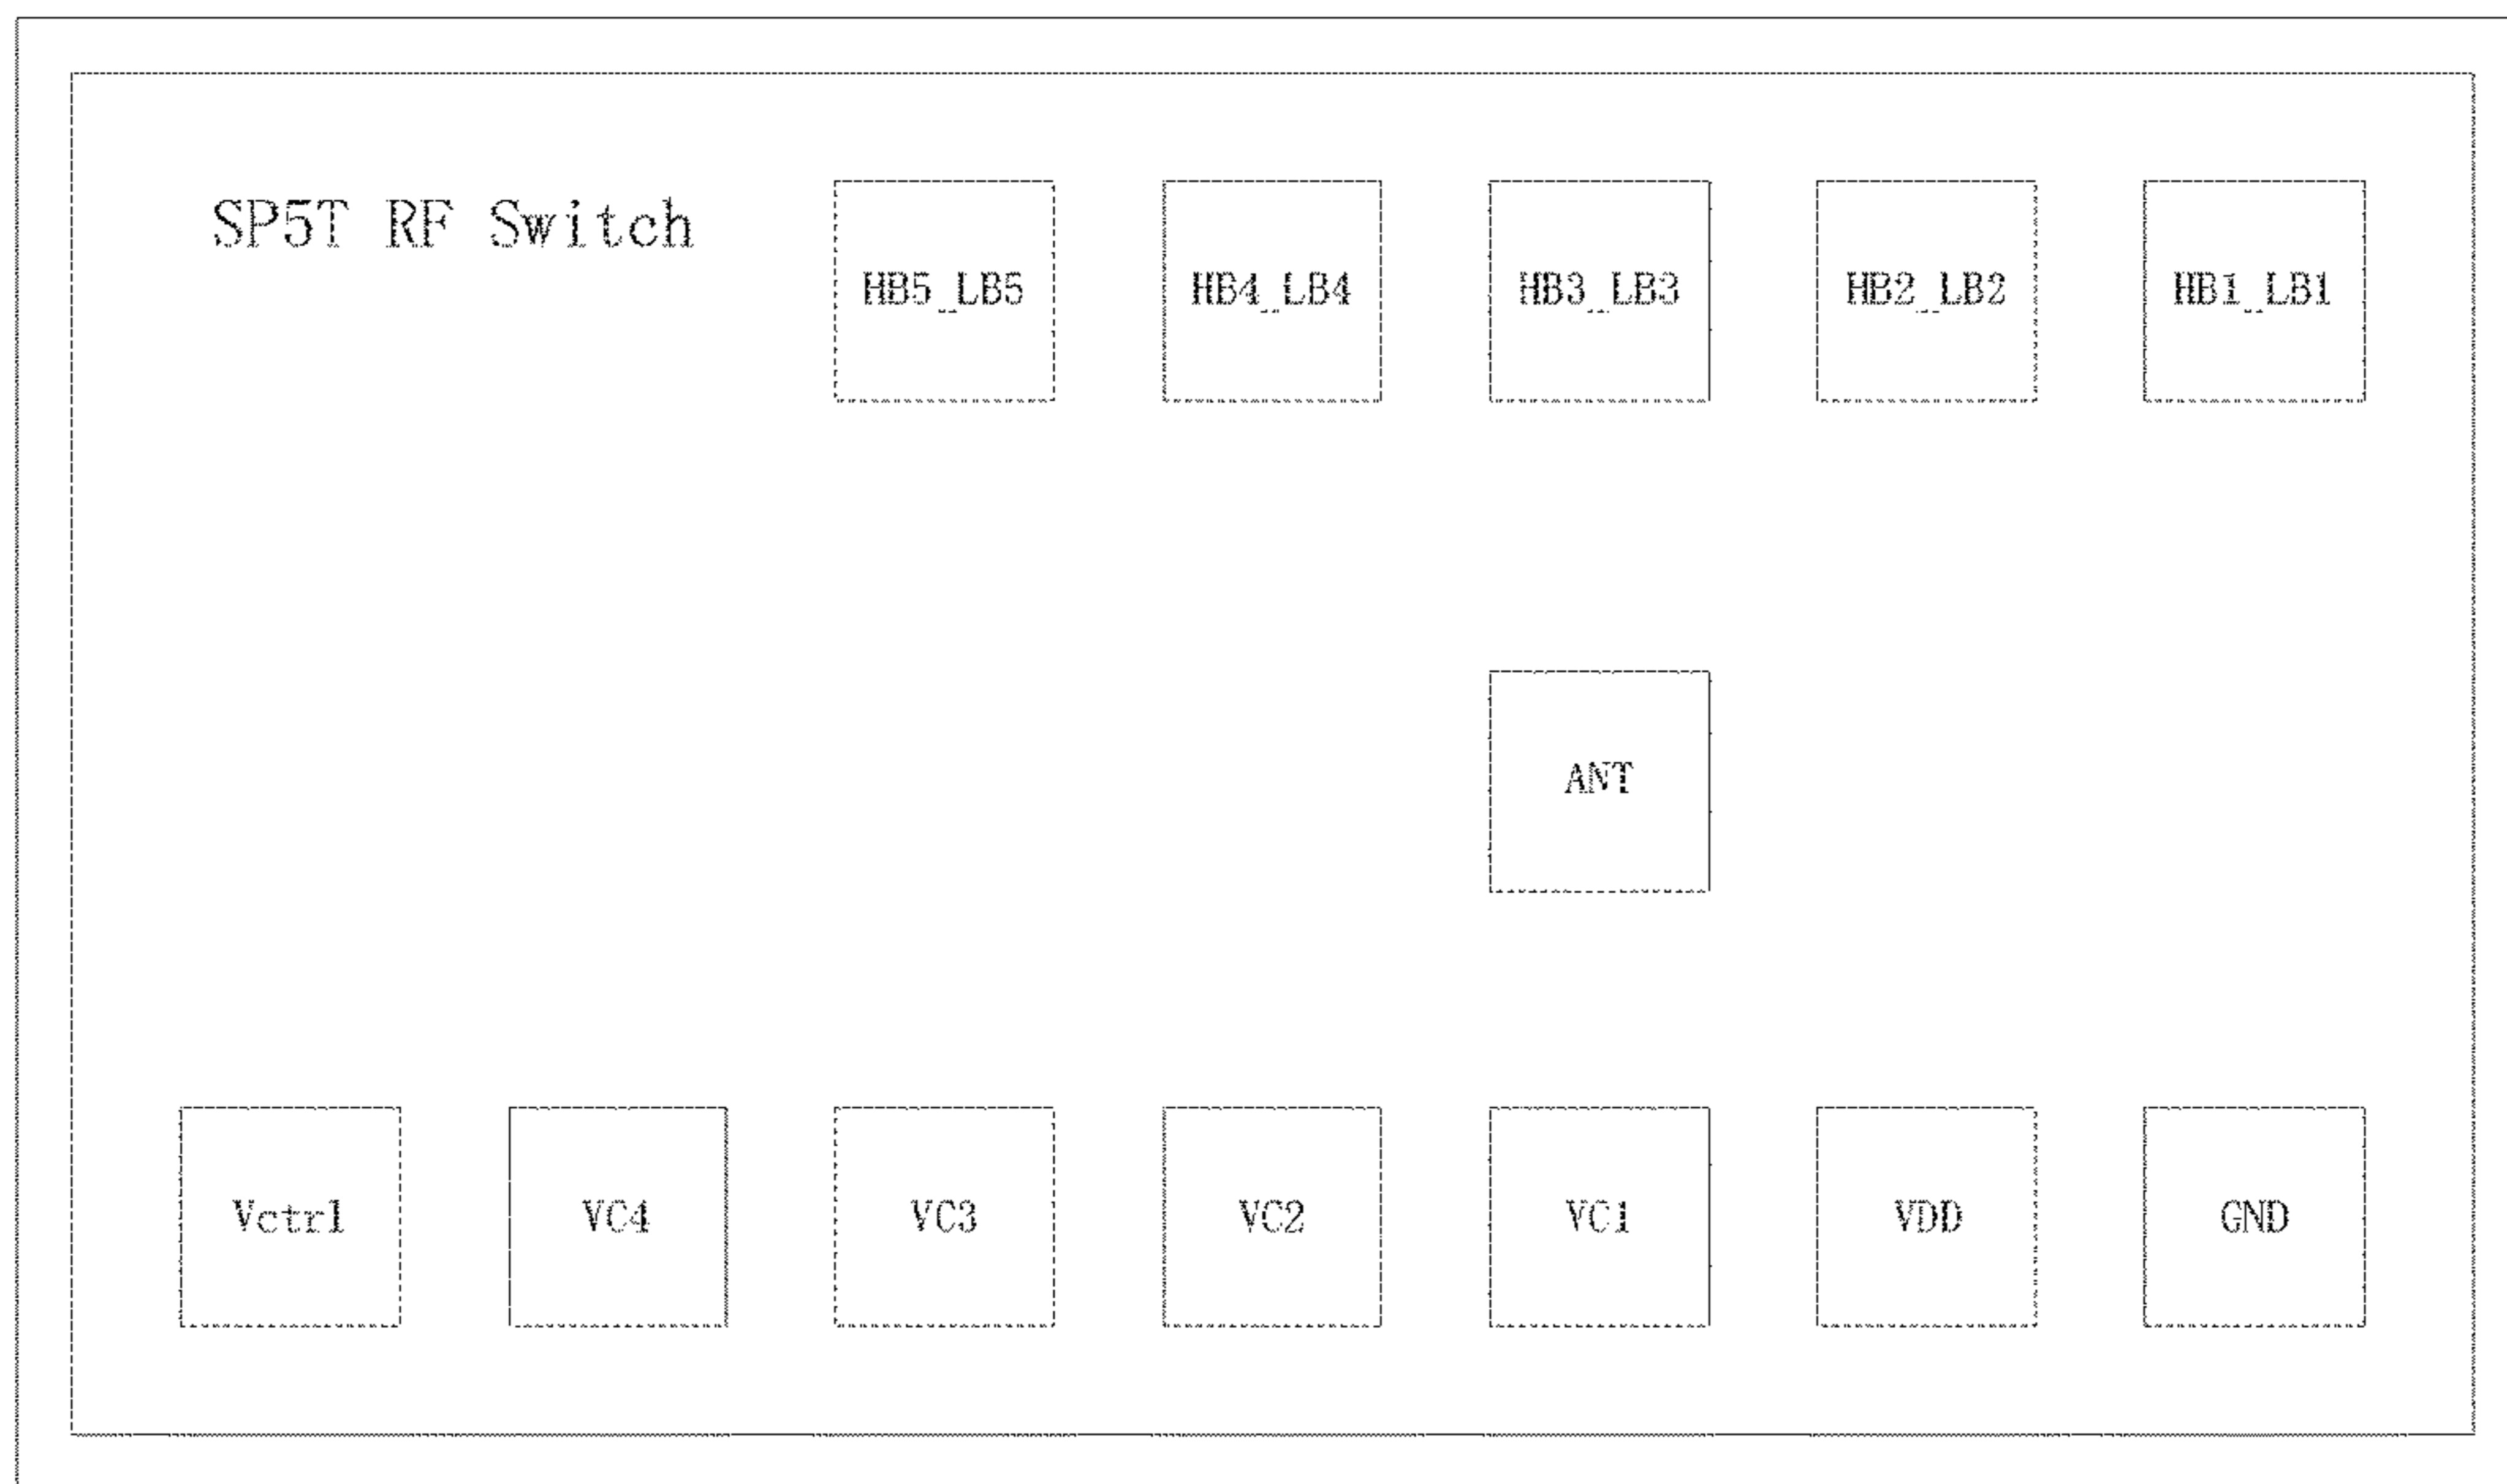 SP5T RF Switch
HB5_LB5 HB4_LB4 HB3_LB3 HB2_LB2 HB1_LB1
ANT
Vctrl VC4 VC3 VC2 VC1 VDD GND